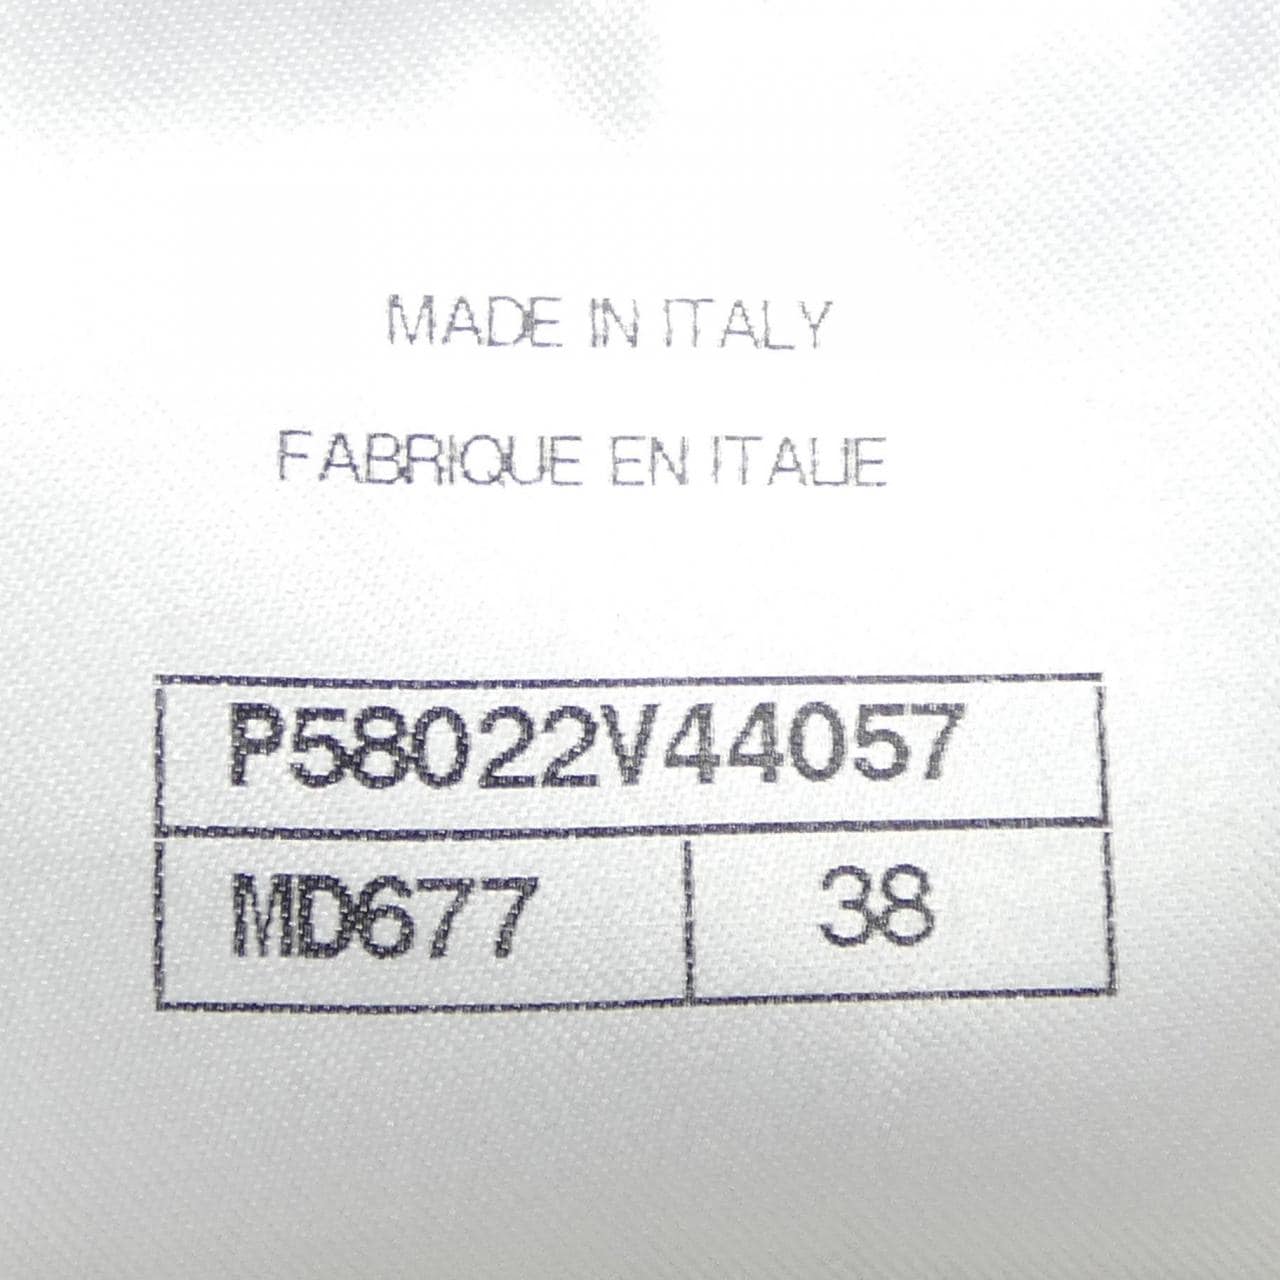 MADE IN ITALY
FABRIQUE EN ITALIE
P58022V44057
MD677 38